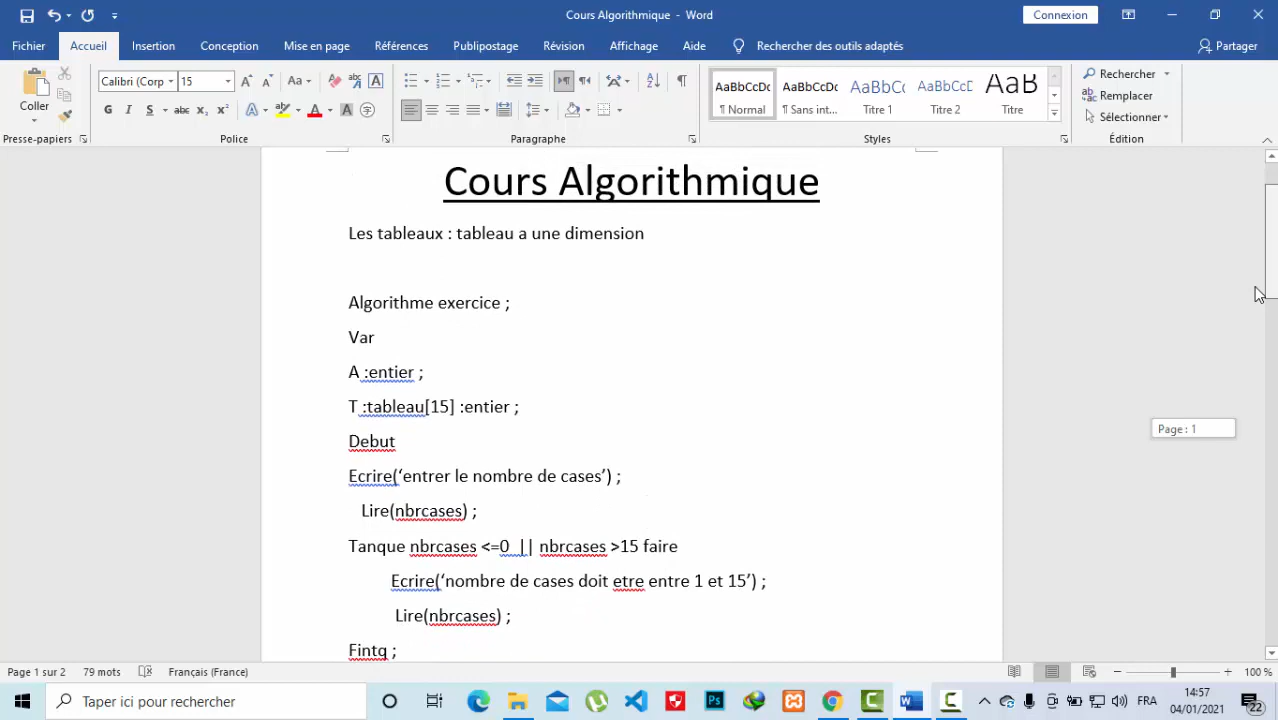 Cours Algorithmique - Word
Connexion
Fichier Accueil Insertion Conception Mise en page Références Publipostage Révision Affichage Aide Rechercher des outils adaptés Partager
Coller
Calibri (Corp 15
G I S abc x₂ x²
AaBbCcDc AaBbCcDc AaBbCc AaBbCcC AaB
¶ Normal ¶ Sans int... Titre 1 Titre 2 Titre
Rechercher
Remplacer
Sélectionner
Presse-papiers Police Paragraphe Styles Édition
Cours Algorithmique
Les tableaux : tableau a une dimension
Algorithme exercice ;
Var
A :entier ;
T :tableau[15] :entier ;
Debut
Ecrire(‘entrer le nombre de cases’) ;
Lire(nbrcases) ;
Tanque nbrcases <=0 || nbrcases >15 faire
Ecrire(‘nombre de cases doit etre entre 1 et 15’) ;
Lire(nbrcases) ;
Fintq ;
Page : 1
Page 1 sur 2 79 mots Français (France) 100 %
Taper ici pour rechercher
FRA
14:57
04/01/2021
22